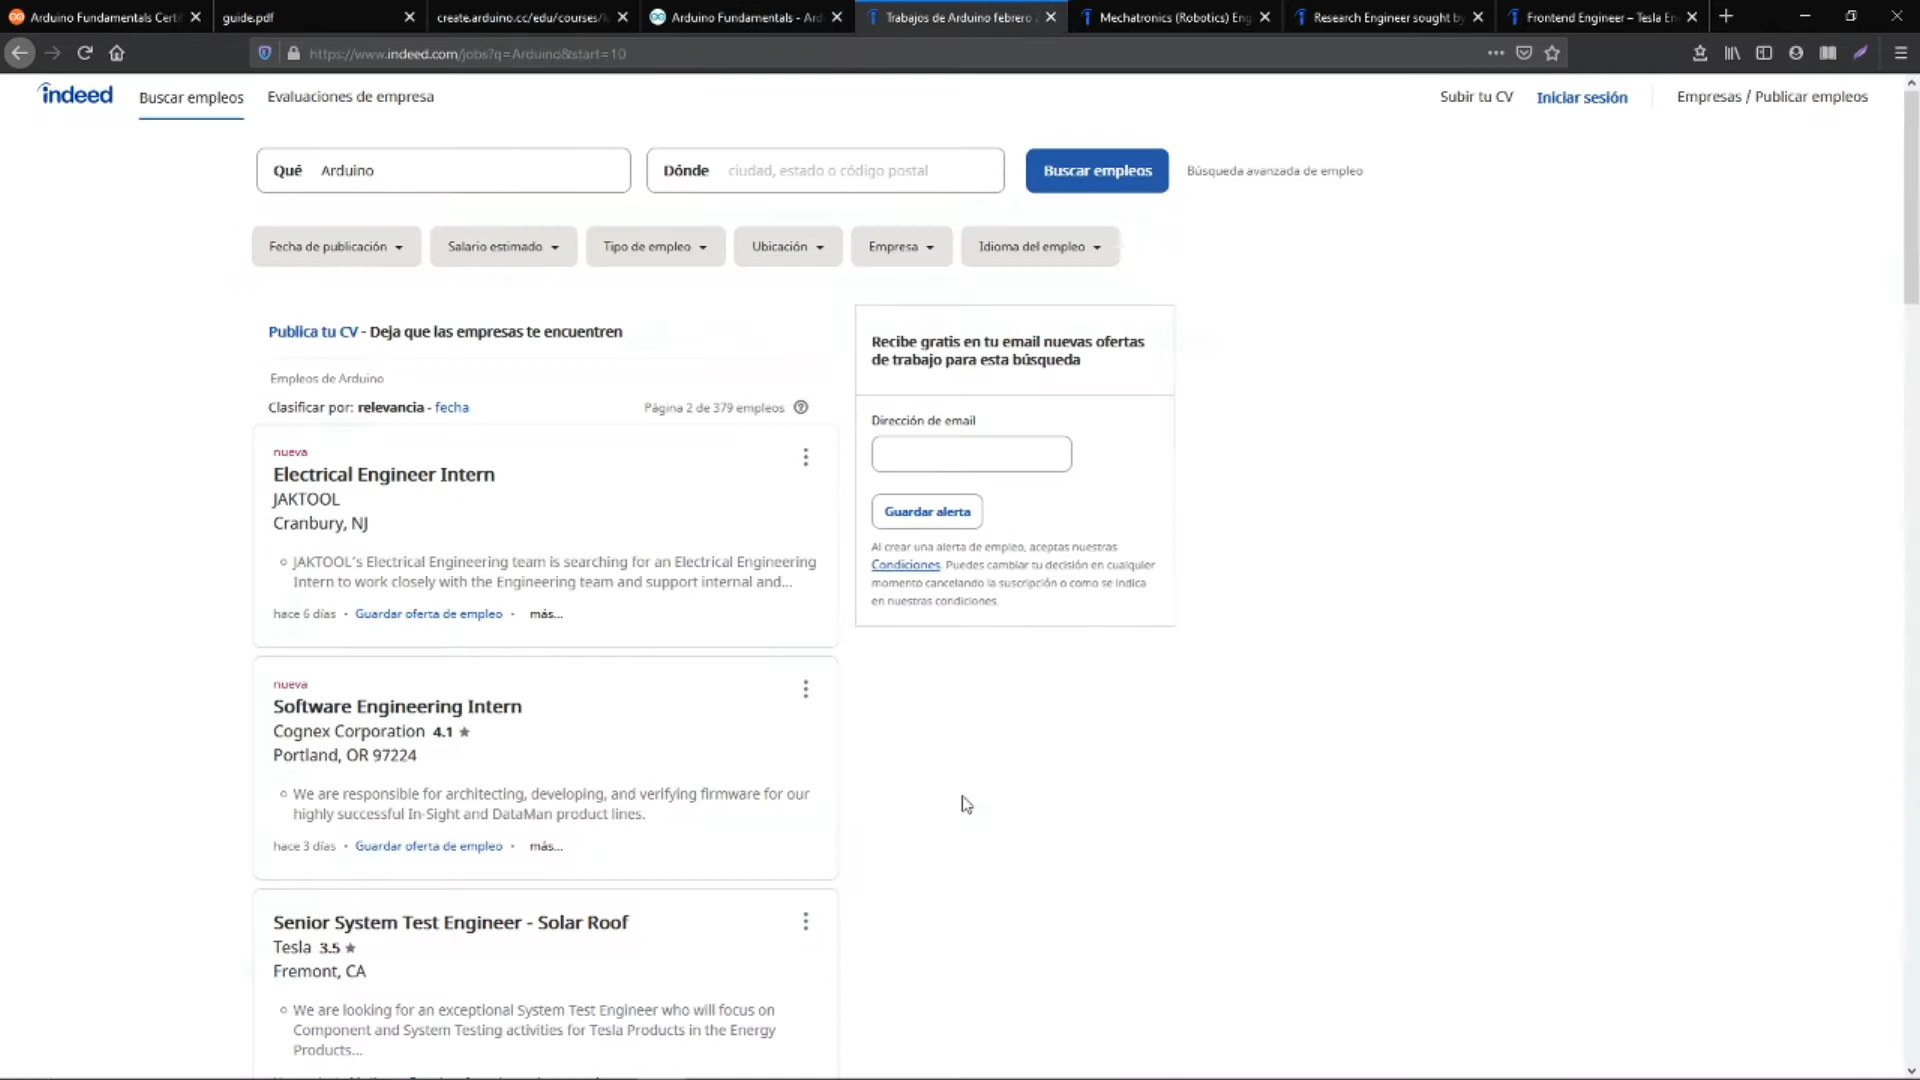 Arduino Fundamentals Certi
guide.pdf
create.arduino.cc/edu/courses/
Arduino Fundamentals - Ard
Trabajos de Arduino febrero
Mechatronics (Robotics) Eng
Research Engineer sought by
Frontend Engineer – Tesla En
https://www.indeed.com/jobs?q=Arduino&start=10
indeed
Buscar empleos
Evaluaciones de empresa
Subir tu CV
Iniciar sesión
Empresas / Publicar empleos
Qué Arduino
Dónde ciudad, estado o código postal
Buscar empleos
Búsqueda avanzada de empleo
Fecha de publicación
Salario estimado
Tipo de empleo
Ubicación
Empresa
Idioma del empleo
Publica tu CV - Deja que las empresas te encuentren
Empleos de Arduino
Clasificar por: relevancia - fecha
Página 2 de 379 empleos
nueva
Electrical Engineer Intern
JAKTOOL
Cranbury, NJ
JAKTOOL's Electrical Engineering team is searching for an Electrical Engineering
Intern to work closely with the Engineering team and support internal and...
hace 6 días · Guardar oferta de empleo · más...
nueva
Software Engineering Intern
Cognex Corporation 4.1
Portland, OR 97224
We are responsible for architecting, developing, and verifying firmware for our
highly successful In-Sight and DataMan product lines.
hace 3 días · Guardar oferta de empleo · más...
Senior System Test Engineer - Solar Roof
Tesla 3.5
Fremont, CA
We are looking for an exceptional System Test Engineer who will focus on
Component and System Testing activities for Tesla Products in the Energy
Products...
Recibe gratis en tu email nuevas ofertas
de trabajo para esta búsqueda
Dirección de email
Guardar alerta
Al crear una alerta de empleo, aceptas nuestras
Condiciones. Puedes cambiar tu decisión en cualquier
momento cancelando la suscripción o como se indica
en nuestras condiciones.